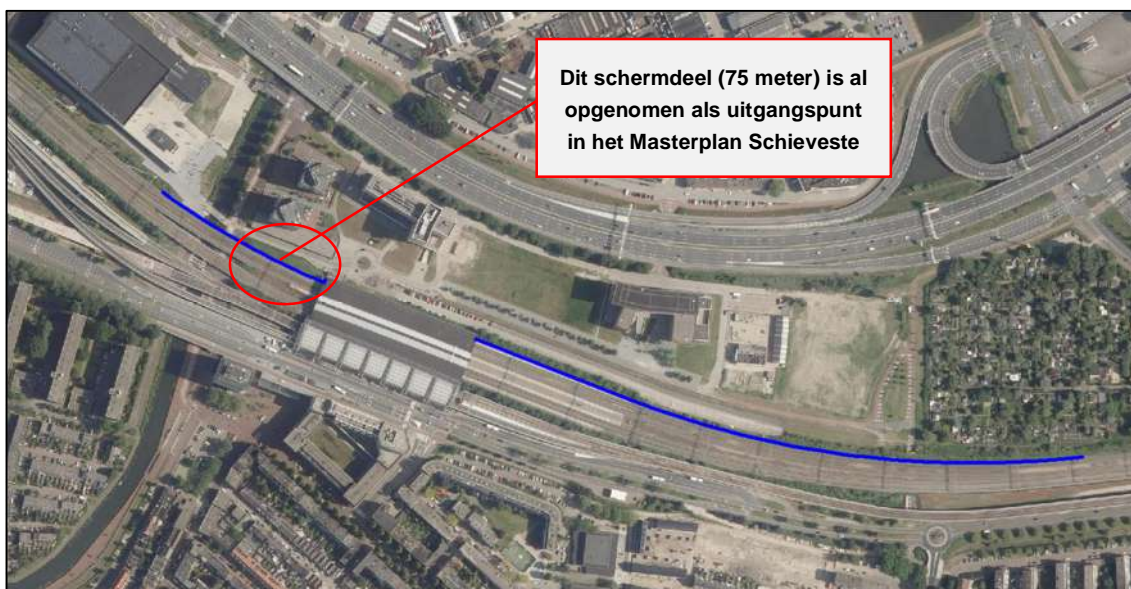 Dit schermdeel (75 meter) is al
opgenomen als uitgangspunt
in het Masterplan Schieveste